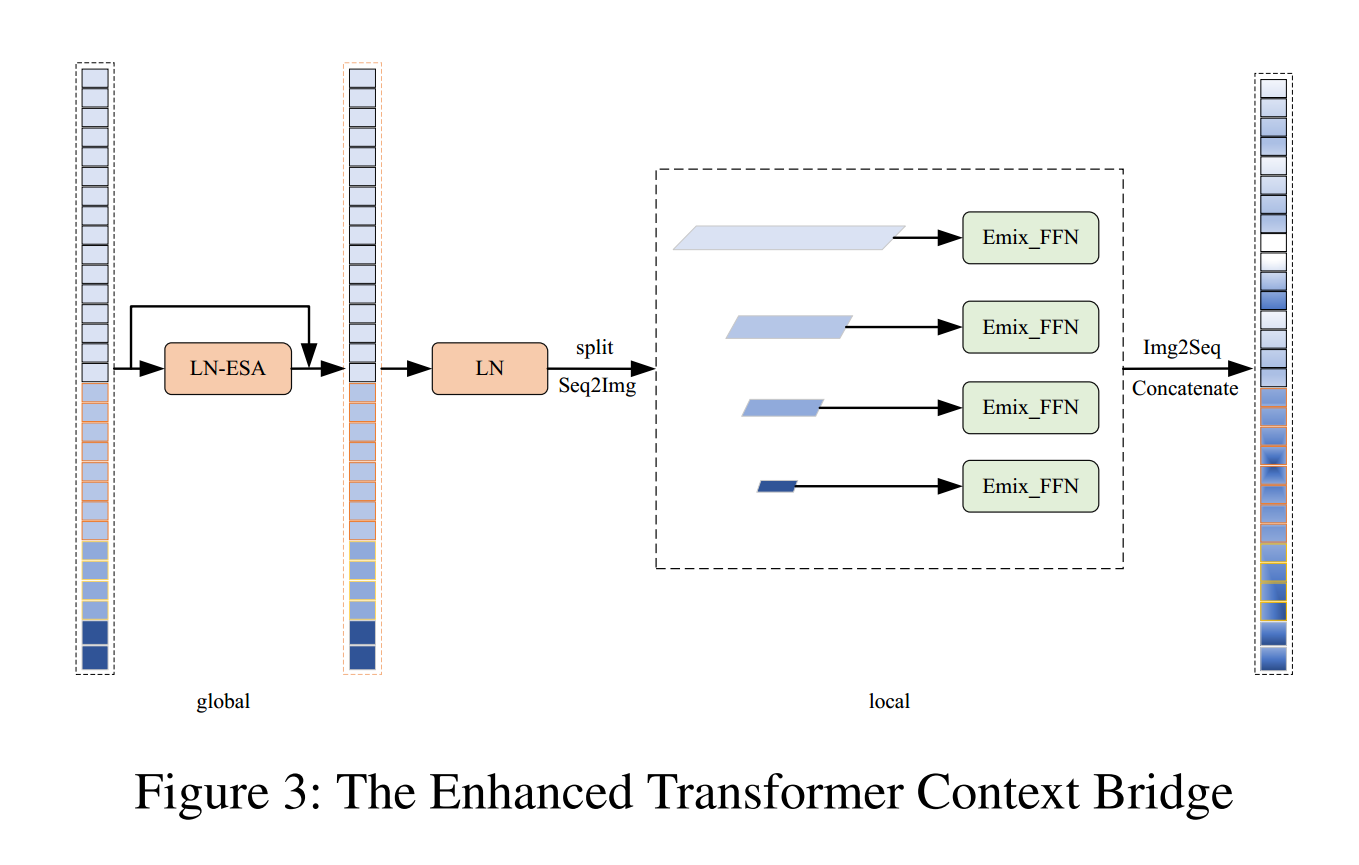 Emix_FFN
Emix_FFN
split
Img2Seq
LN-ESA
LN
Seq2Img
Concatenate
Emix_FFN
Emix_FFN
global
local
Figure 3: The Enhanced Transformer Context Bridge